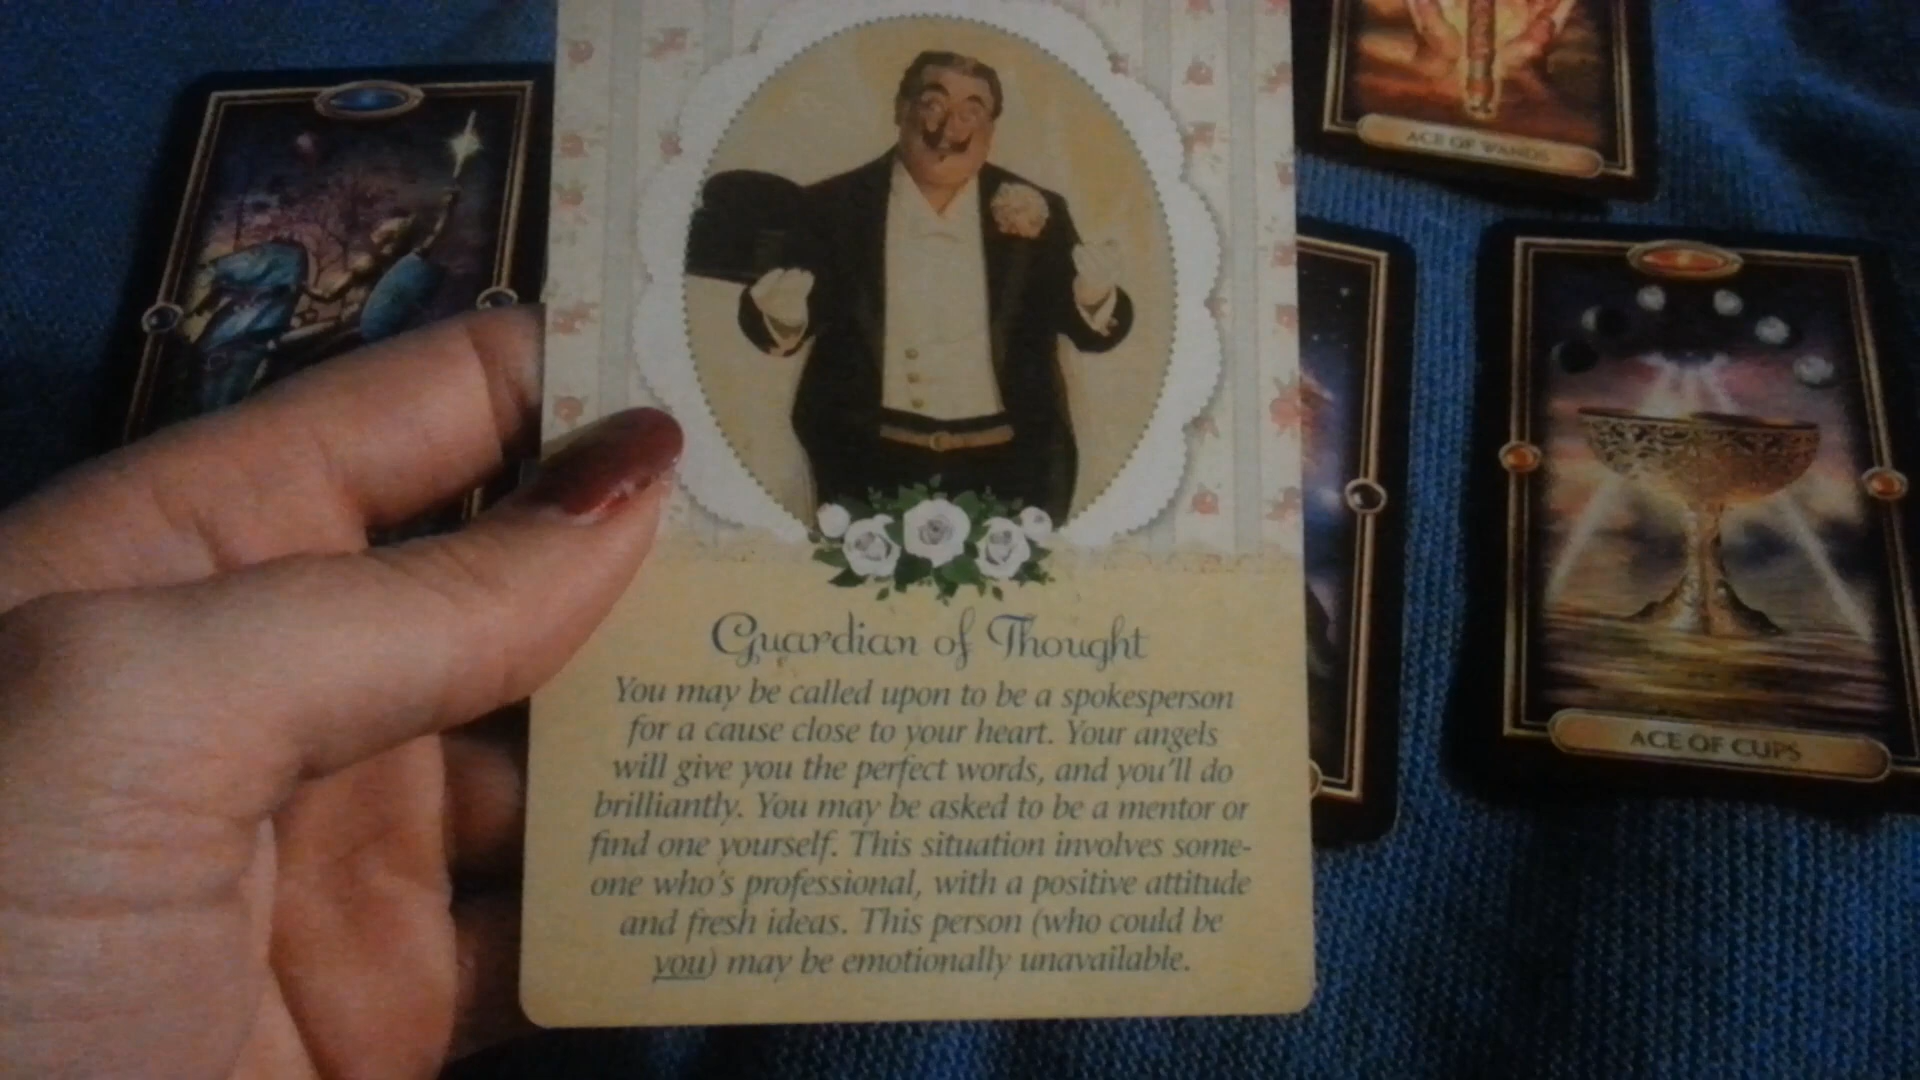 ACE OF WANDS
ACE OF CUPS
Guardian of Thought
You may be called upon to be a spokesperson
for a cause close to your heart. Your angels
will give you the perfect words, and you'll do
brilliantly. You may be asked to be a mentor or
find one yourself. This situation involves some-
one who's professional, with a positive attitude
and fresh ideas. This person (who could be
you) may be emotionally unavailable.